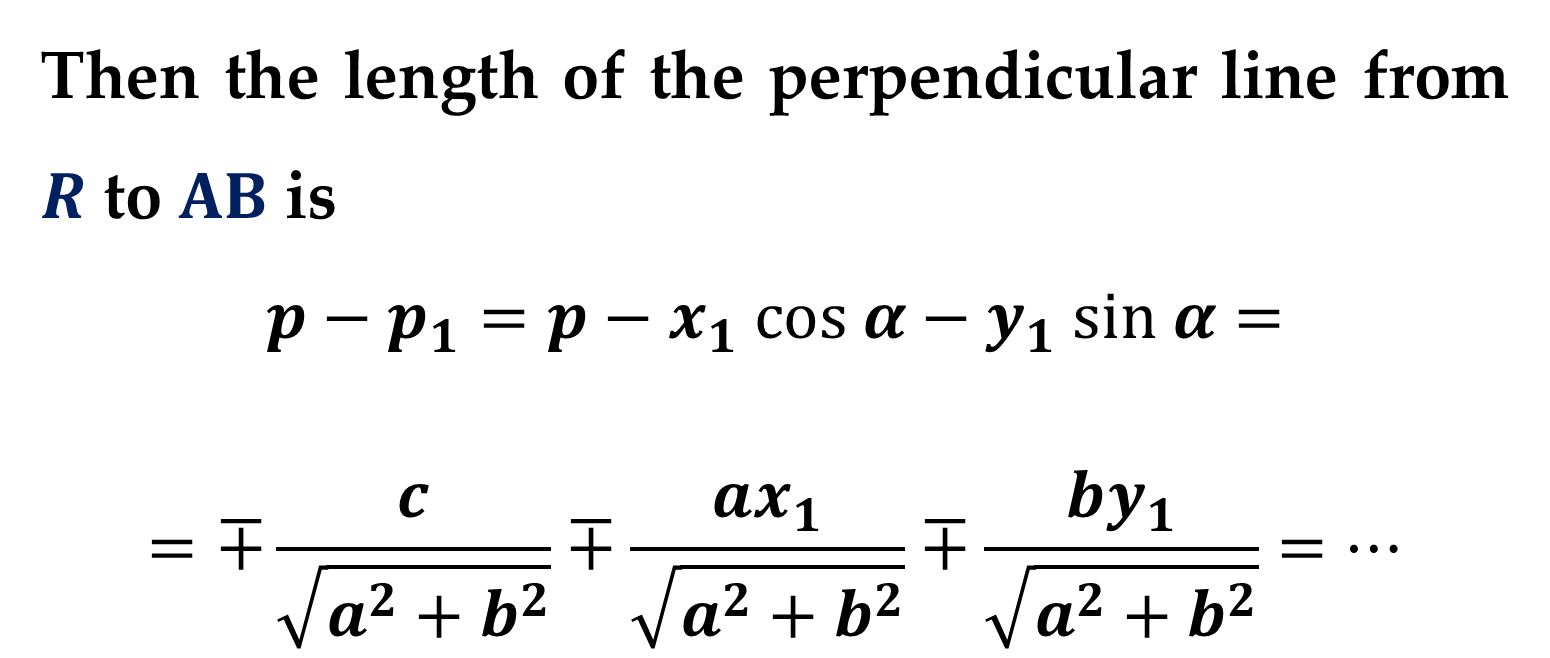 Then the length of the perpendicular line from
R to AB is
p − p₁ = p − x₁ cos α − y₁ sin α =
= ∓ c/√(a² + b²) ∓ ax₁/√(a² + b²) ∓ by₁/√(a² + b²) = ⋯